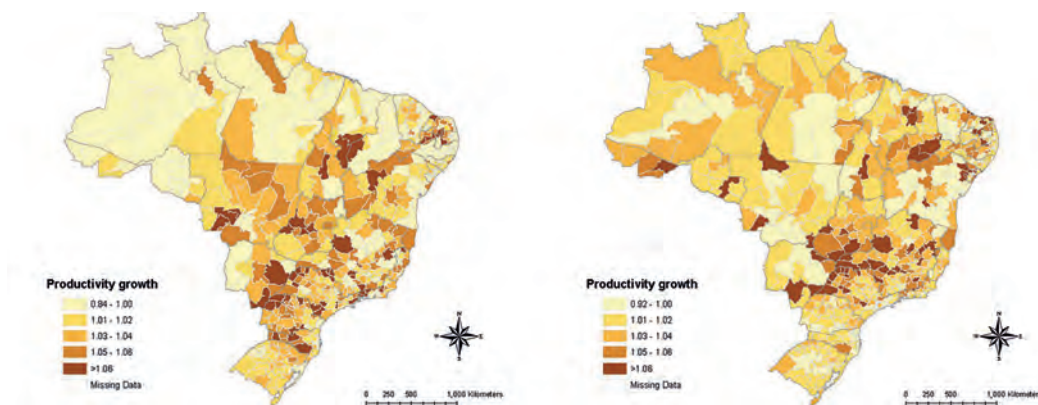 Productivity growth
0.94 - 1.00
1.01 - 1.02
1.03 - 1.04
1.05 - 1.06
>1.06
Missing Data
N
W
E
S
0 250 500 1,000 Kilometers
Productivity growth
0.92 - 1.00
1.01 - 1.02
1.03 - 1.04
1.05 - 1.06
>1.06
Missing Data
N
W
E
S
0 250 500 1,000 Kilometers